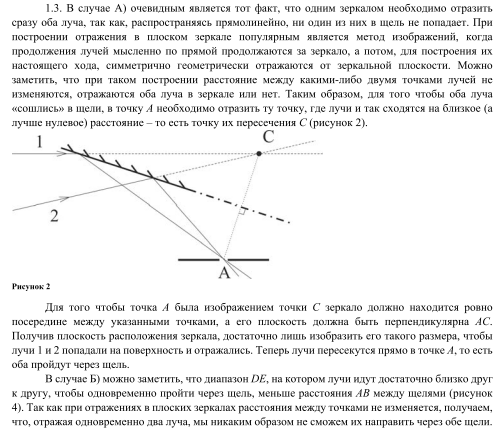 1.3. В случае А) очевидным является тот факт, что одним зеркалом необходимо отразить
сразу оба луча, так как, распространяясь прямолинейно, ни один из них в щель не попадает. При
построении отражения в плоском зеркале популярным является метод изображений, когда
продолжения лучей мысленно по прямой продолжаются за зеркало, а потом, для построения их
настоящего хода, симметрично геометрически отражаются от зеркальной плоскости. Можно
заметить, что при таком построении расстояние между какими-либо двумя точками лучей не
изменяются, отражаются оба луча в зеркале или нет. Таким образом, для того чтобы оба луча
«сошлись» в щели, в точку А необходимо отразить ту точку, где лучи и так сходятся на близкое (а
лучше нулевое) расстояние – то есть точку их пересечения С (рисунок 2).
C
1
2
A
Рисунок 2
Для того чтобы точка А была изображением точки С зеркало должно находится ровно
посередине между указанными точками, а его плоскость должна быть перпендикулярна АС.
Получив плоскость расположения зеркала, достаточно лишь изобразить его такого размера, чтобы
лучи 1 и 2 попадали на поверхность и отражались. Теперь лучи пересекутся прямо в точке А, то есть
оба пройдут через щель.
В случае Б) можно заметить, что диапазон DE, на котором лучи идут достаточно близко друг
к другу, чтобы одновременно пройти через щель, меньше расстояния АВ между щелями (рисунок
4). Так как при отражениях в плоских зеркалах расстояния между точками не изменяется, получаем,
что, отражая одновременно два луча, мы никаким образом не сможем их направить через обе щели.